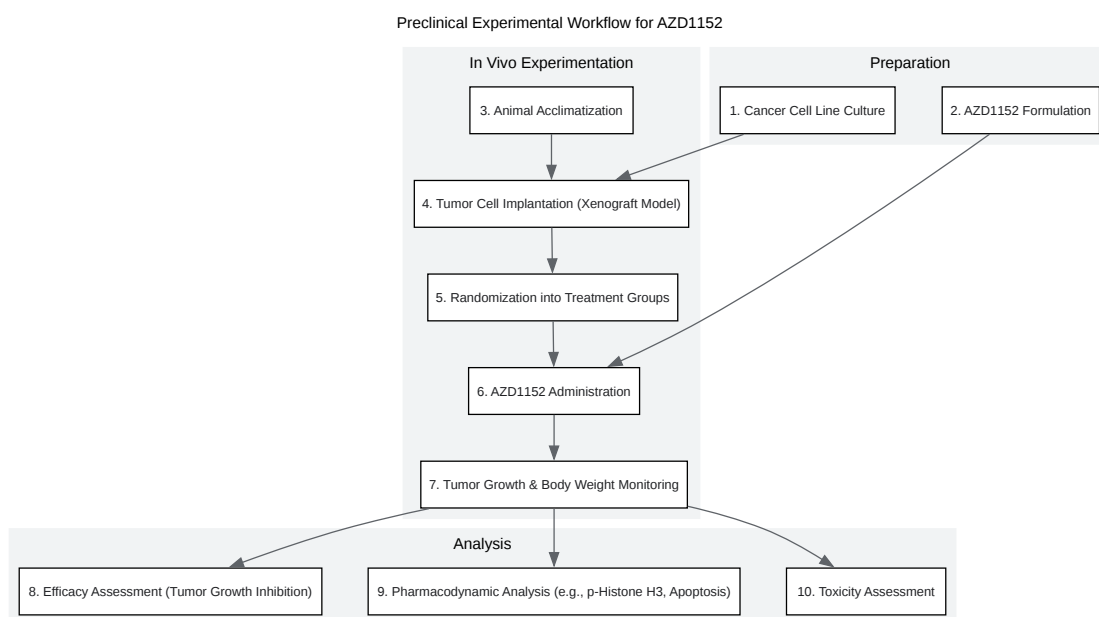 Preclinical Experimental Workflow for AZD1152
In Vivo Experimentation
Preparation
3. Animal Acclimatization
1. Cancer Cell Line Culture
2. AZD1152 Formulation
4. Tumor Cell Implantation (Xenograft Model)
5. Randomization into Treatment Groups
6. AZD1152 Administration
7. Tumor Growth & Body Weight Monitoring
Analysis
8. Efficacy Assessment (Tumor Growth Inhibition)
9. Pharmacodynamic Analysis (e.g., p-Histone H3, Apoptosis)
10. Toxicity Assessment